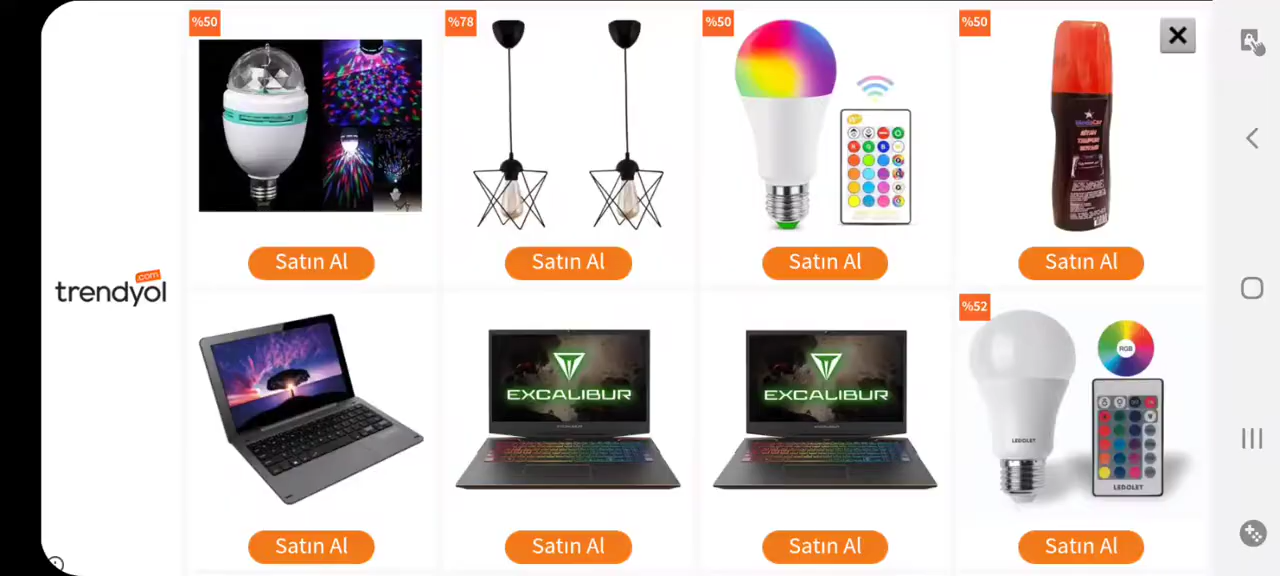 %50
%78
%50
%50
Satın Al
Satın Al
Satın Al
Satın Al
trendyol
.com
EXCALIBUR
EXCALIBUR
%52
RGB
LEDOLET
LEDOLET
Satın Al
Satın Al
Satın Al
Satın Al